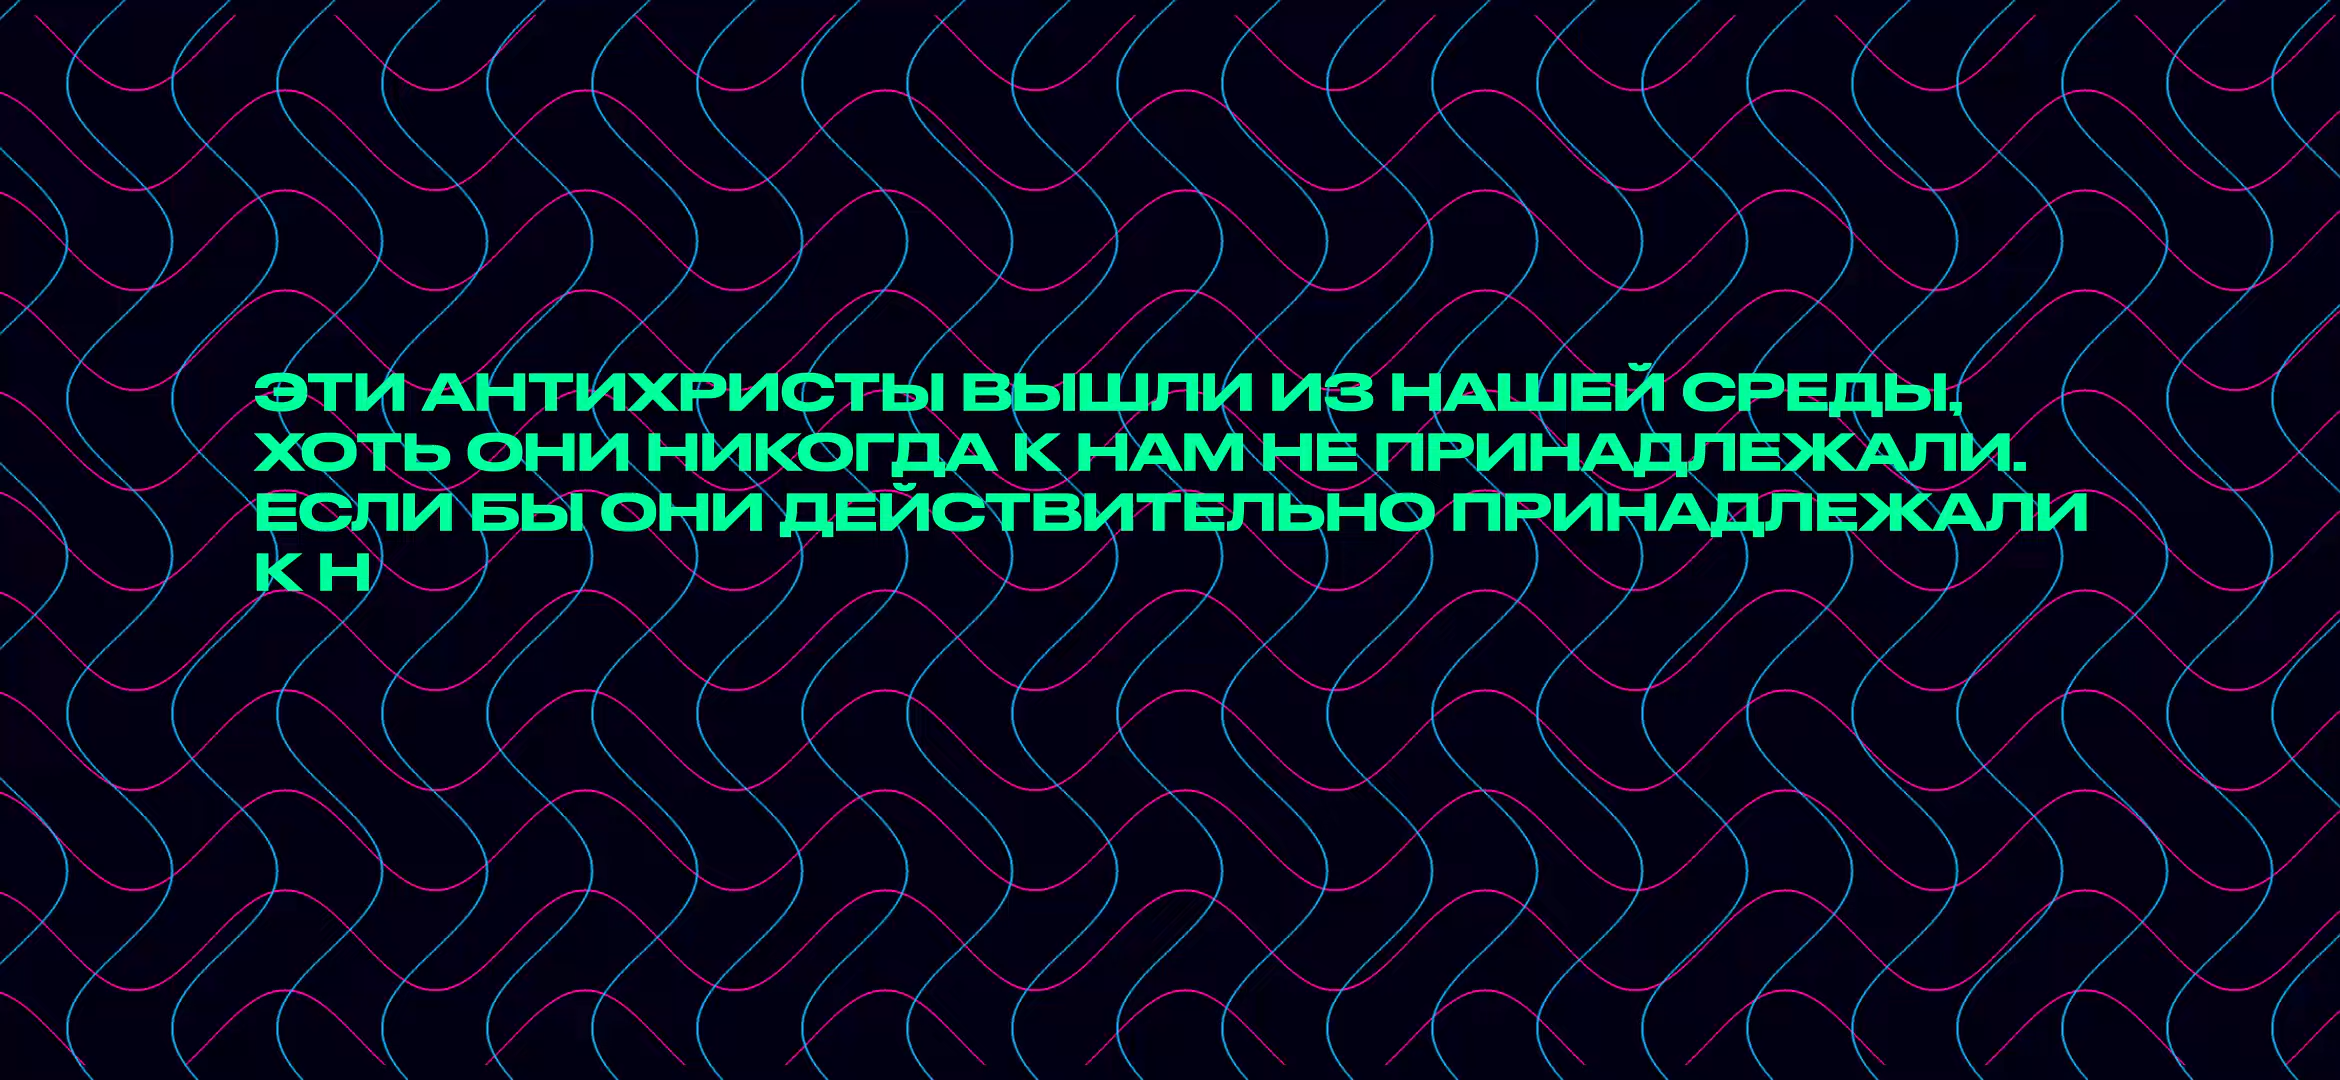 ЭТИ АНТИХРИСТЫ ВЫШЛИ ИЗ НАШЕЙ СРЕДЫ,
ХОТЬ ОНИ НИКОГДА К НАМ НЕ ПРИНАДЛЕЖАЛИ.
ЕСЛИ БЫ ОНИ ДЕЙСТВИТЕЛЬНО ПРИНАДЛЕЖАЛИ
К Н